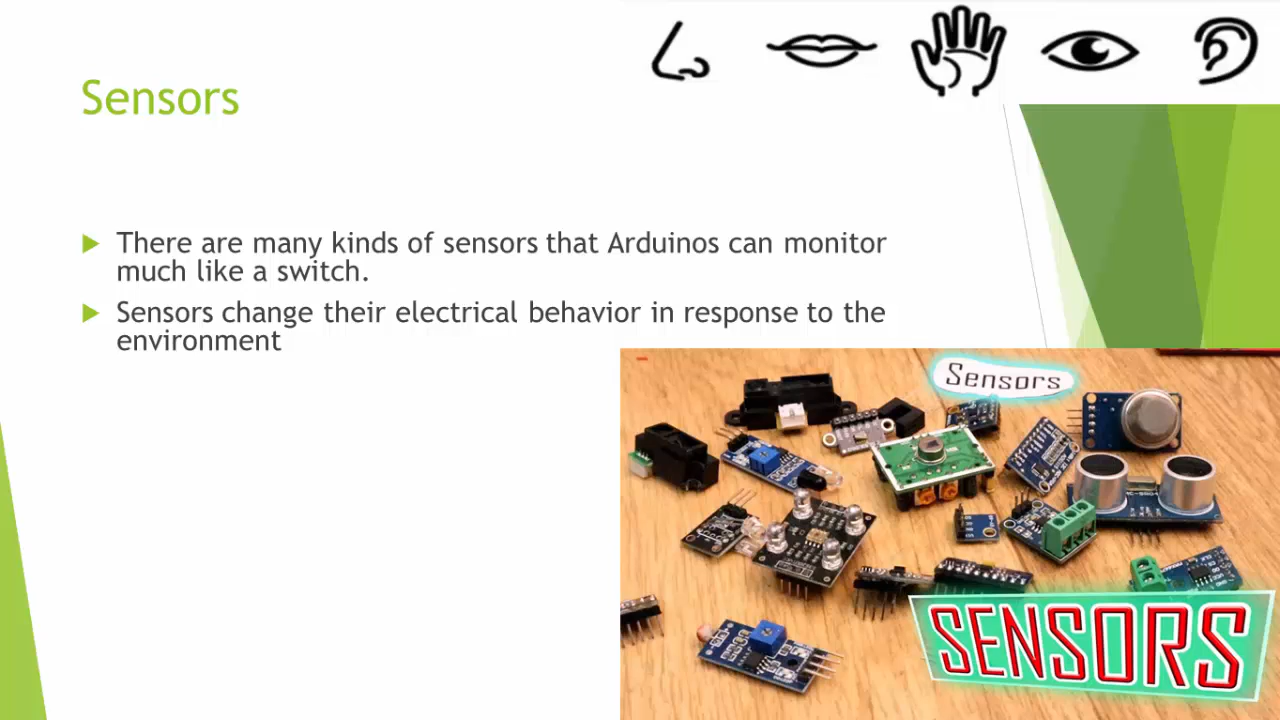 Sensors
There are many kinds of sensors that Arduinos can monitor
much like a switch.
Sensors change their electrical behavior in response to the
environment
Sensors
SENSORS